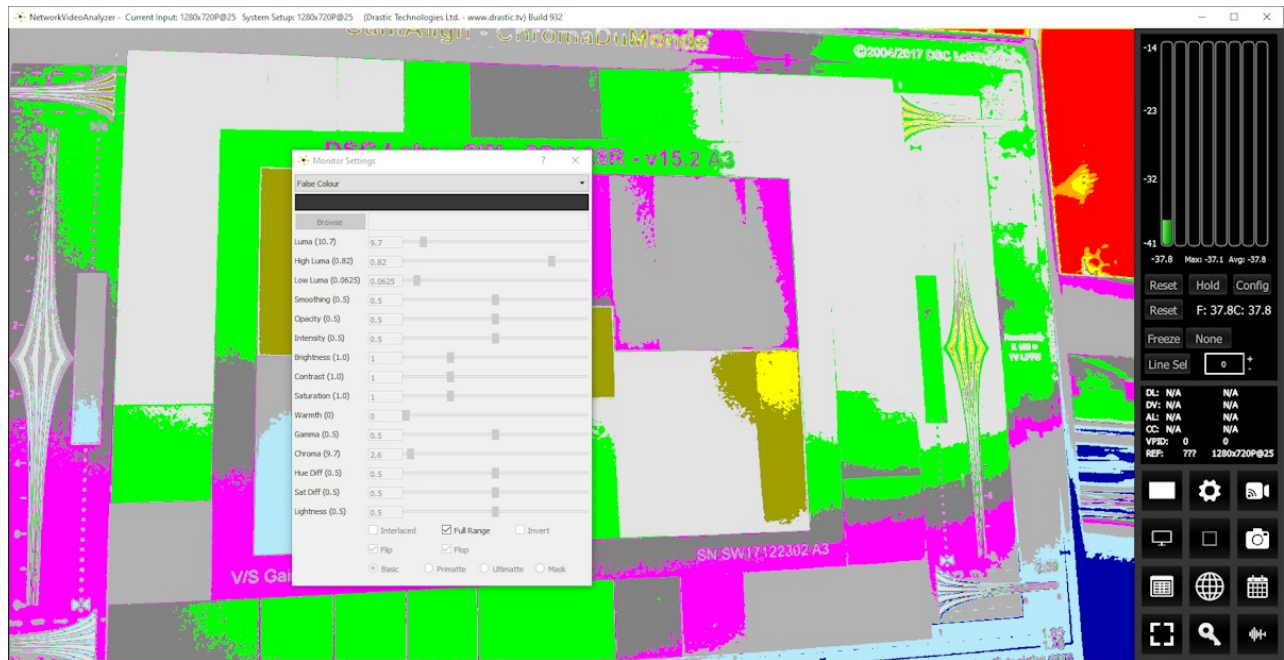 NetworkVideoAnalyzer - Current Input: 1280x720P@25 System Setup: 1280x720P@25 (Drastic Technologies Ltd. - www.drastic.tv) Build 932
CamAlign - ChromaDuMonde
©2004/2017 DSC Labs
- v15.2 A3
Monitor Settings ? ×
False Colour
Browse
Luma (10.7) 9.7
High Luma (0.82) 0.82
Low Luma (0.0625) 0.0625
Smoothing (0.5) 0.5
Opacity (0.5) 0.5
Intensity (0.5) 0.5
Brightness (1.0) 1
Contrast (1.0) 1
Saturation (1.0) 1
Warmth (0) 0
Gamma (0.5) 0.5
Chroma (9.7) 2.6
Hue Diff (0.5) 0.5
Sat Diff (0.5) 0.5
Lightness (0.5) 0.5
Interlaced Full Range Invert
Flip Flop
Basic Primatte Ultimatte Mask
V/S Gai
SN SW17122302 A3
-14
-23
-32
-41
-37.8 Max: -37.1 Avg: -37.8
Reset Hold Config
Reset F: 37.8C: 37.8
Freeze None
Line Sel 0 + -
DL: N/A N/A
DV: N/A N/A
AL: N/A N/A
CC: N/A N/A
VPID: 0 0
REF: ??? 1280x720P@25